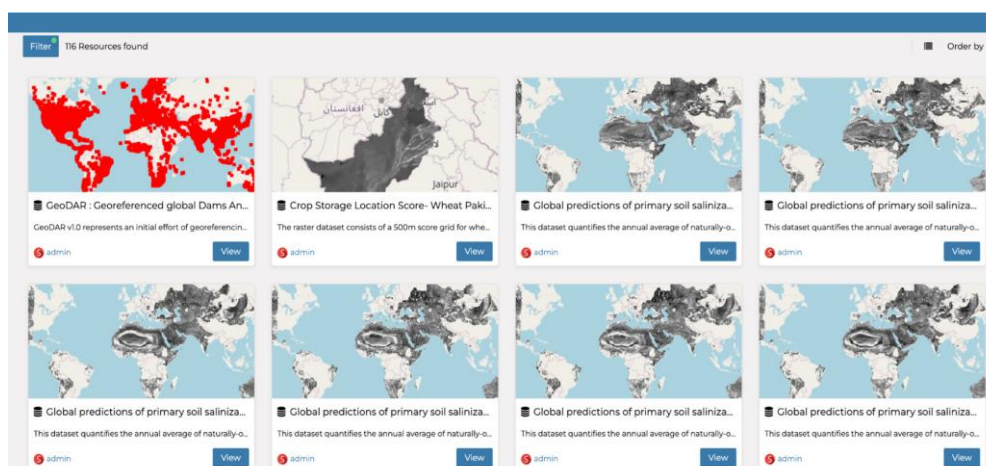 Filter
116 Resources found
Order by
افغانستان
کابل
Jaipur
GeoDAR : Georeferenced global Dams An...
GeoDAR v1.0 represents an initial effort of georeferencin...
admin
View
Crop Storage Location Score- Wheat Paki...
The raster dataset consists of a 500m score grid for whe...
admin
View
Global predictions of primary soil saliniza...
This dataset quantifies the annual average of naturally-o...
admin
View
Global predictions of primary soil saliniza...
This dataset quantifies the annual average of naturally-o...
admin
View
Global predictions of primary soil saliniza...
This dataset quantifies the annual average of naturally-o...
admin
View
Global predictions of primary soil saliniza...
This dataset quantifies the annual average of naturally-o...
admin
View
Global predictions of primary soil saliniza...
This dataset quantifies the annual average of naturally-o...
admin
View
Global predictions of primary soil saliniza...
This dataset quantifies the annual average of naturally-o...
admin
View